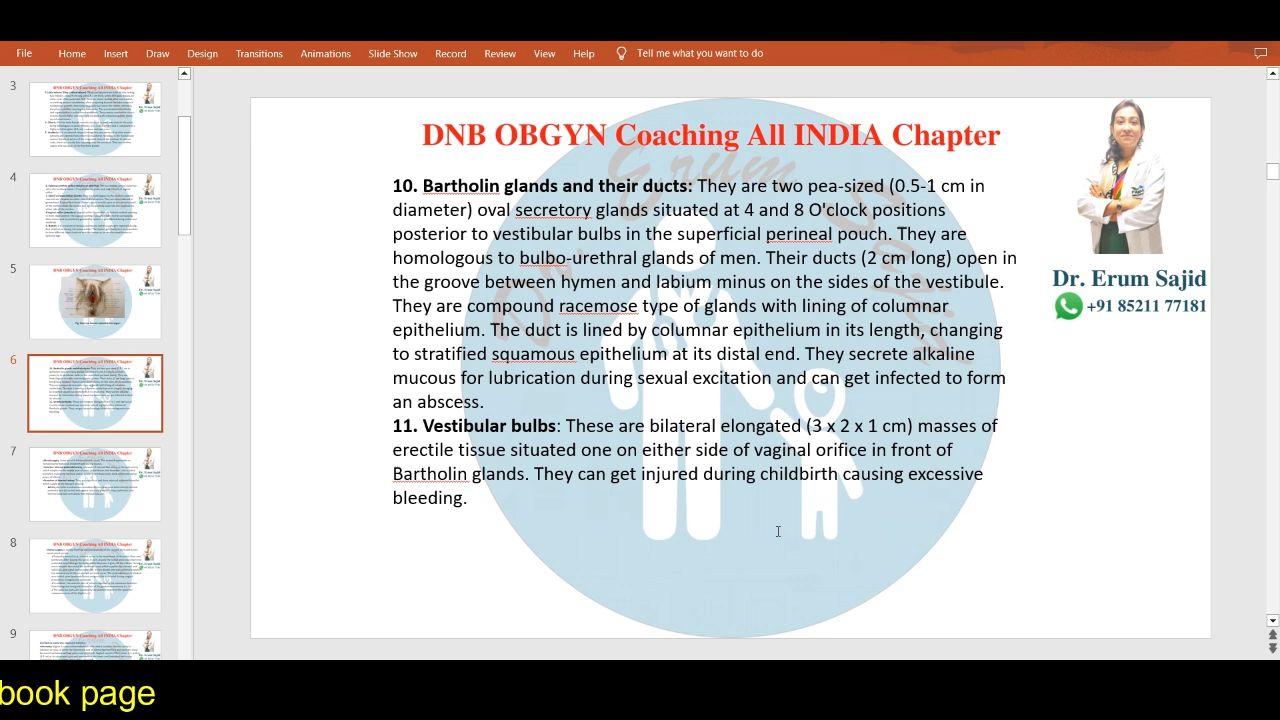 File Home Insert Draw Design Transitions Animations Slide Show Record Review View Help Tell me what you want to do
3
4
5
6
7
8
9
DNB OBGYN Coaching All INDIA Chapter
10. Bartholin glands and their ducts: They are two pea-sized (0.5-1.0cm in
diameter) glands situated at 5 and 7 o'clock position
posterior to vestibular bulbs in the superficial perineal pouch. They are
homologous to bulbo-urethral glands of men. Their ducts (2 cm long) open in
the groove between hymen and labium minus on the sides of the vestibule.
They are compound racemose type of glands with lining of columnar
epithelium. The duct is lined by columnar epithelium in its length, changing
to stratified squamous epithelium at its distal end. They secrete alkaline
mucous for lubrication during sexual excitement. They get infected to form
an abscess.
11. Vestibular bulbs: These are bilateral elongated (3 x 2 x 1 cm) masses of
erectile tissue situated one on either side of vaginal orifice in front of
Bartholin glands. They can get injured during childbirth causing excessive
bleeding.
Dr. Erum Sajid
+91 85211 77181
book page